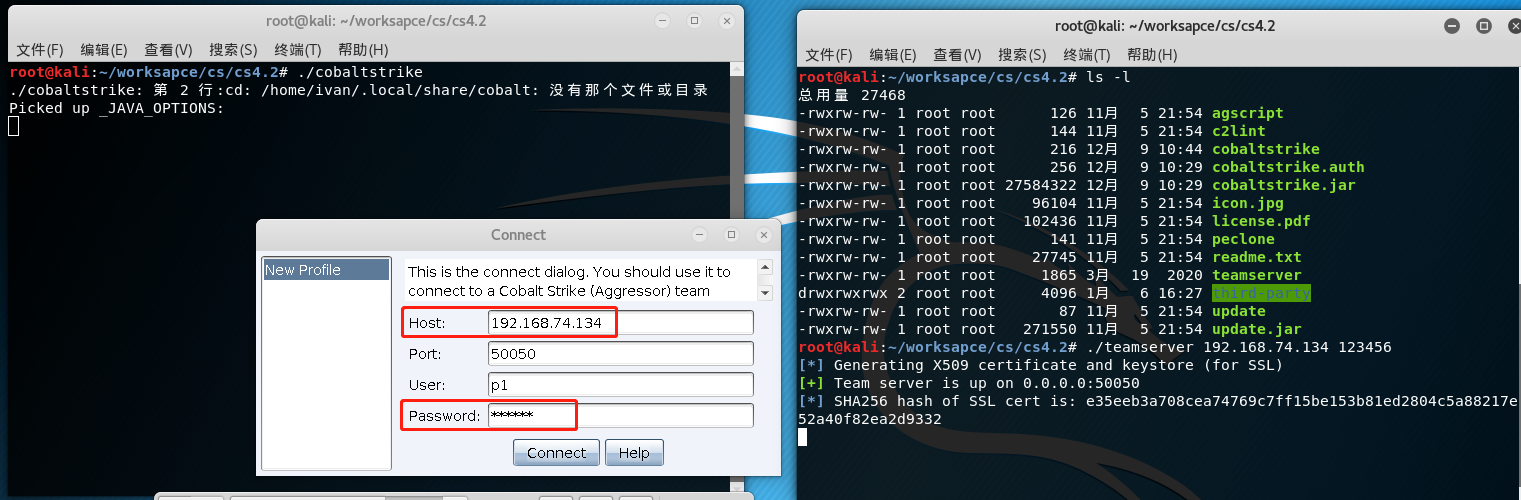 root@kali: ~/worksapce/cs/cs4.2
文件(F) 编辑(E) 查看(V) 搜索(S) 终端(T) 帮助(H)
root@kali:~/worksapce/cs/cs4.2# ./cobaltstrike
./cobaltstrike: 第 2 行:cd: /home/ivan/.local/share/cobalt: 没有那个文件或目录
Picked up _JAVA_OPTIONS:
Connect
New Profile
This is the connect dialog. You should use it to
connect to a Cobalt Strike (Aggressor) team
Host: 192.168.74.134
Port: 50050
User: p1
Password: ******
Connect Help
root@kali: ~/worksapce/cs/cs4.2
文件(F) 编辑(E) 查看(V) 搜索(S) 终端(T) 帮助(H)
root@kali:~/worksapce/cs/cs4.2# ls -l
总用量 27468
-rwxrw-rw- 1 root root 126 11月 5 21:54 agscript
-rwxrw-rw- 1 root root 144 11月 5 21:54 c2lint
-rwxrw-rw- 1 root root 216 12月 9 10:44 cobaltstrike
-rwxrw-rw- 1 root root 256 12月 9 10:29 cobaltstrike.auth
-rwxrw-rw- 1 root root 27584322 12月 9 10:29 cobaltstrike.jar
-rwxrw-rw- 1 root root 96104 11月 5 21:54 icon.jpg
-rwxrw-rw- 1 root root 102436 11月 5 21:54 license.pdf
-rwxrw-rw- 1 root root 141 11月 5 21:54 peclone
-rwxrw-rw- 1 root root 27745 11月 5 21:54 readme.txt
-rwxrw-rw- 1 root root 1865 3月 19 2020 teamserver
drwxrwxrwx 2 root root 4096 1月 6 16:27 third-party
-rwxrw-rw- 1 root root 87 11月 5 21:54 update
-rwxrw-rw- 1 root root 271550 11月 5 21:54 update.jar
root@kali:~/worksapce/cs/cs4.2# ./teamserver 192.168.74.134 123456
[*] Generating X509 certificate and keystore (for SSL)
[+] Team server is up on 0.0.0.0:50050
[*] SHA256 hash of SSL cert is: e35eeb3a708cea74769c7ff15be153b81ed2804c5a88217e
52a40f82ea2d9332